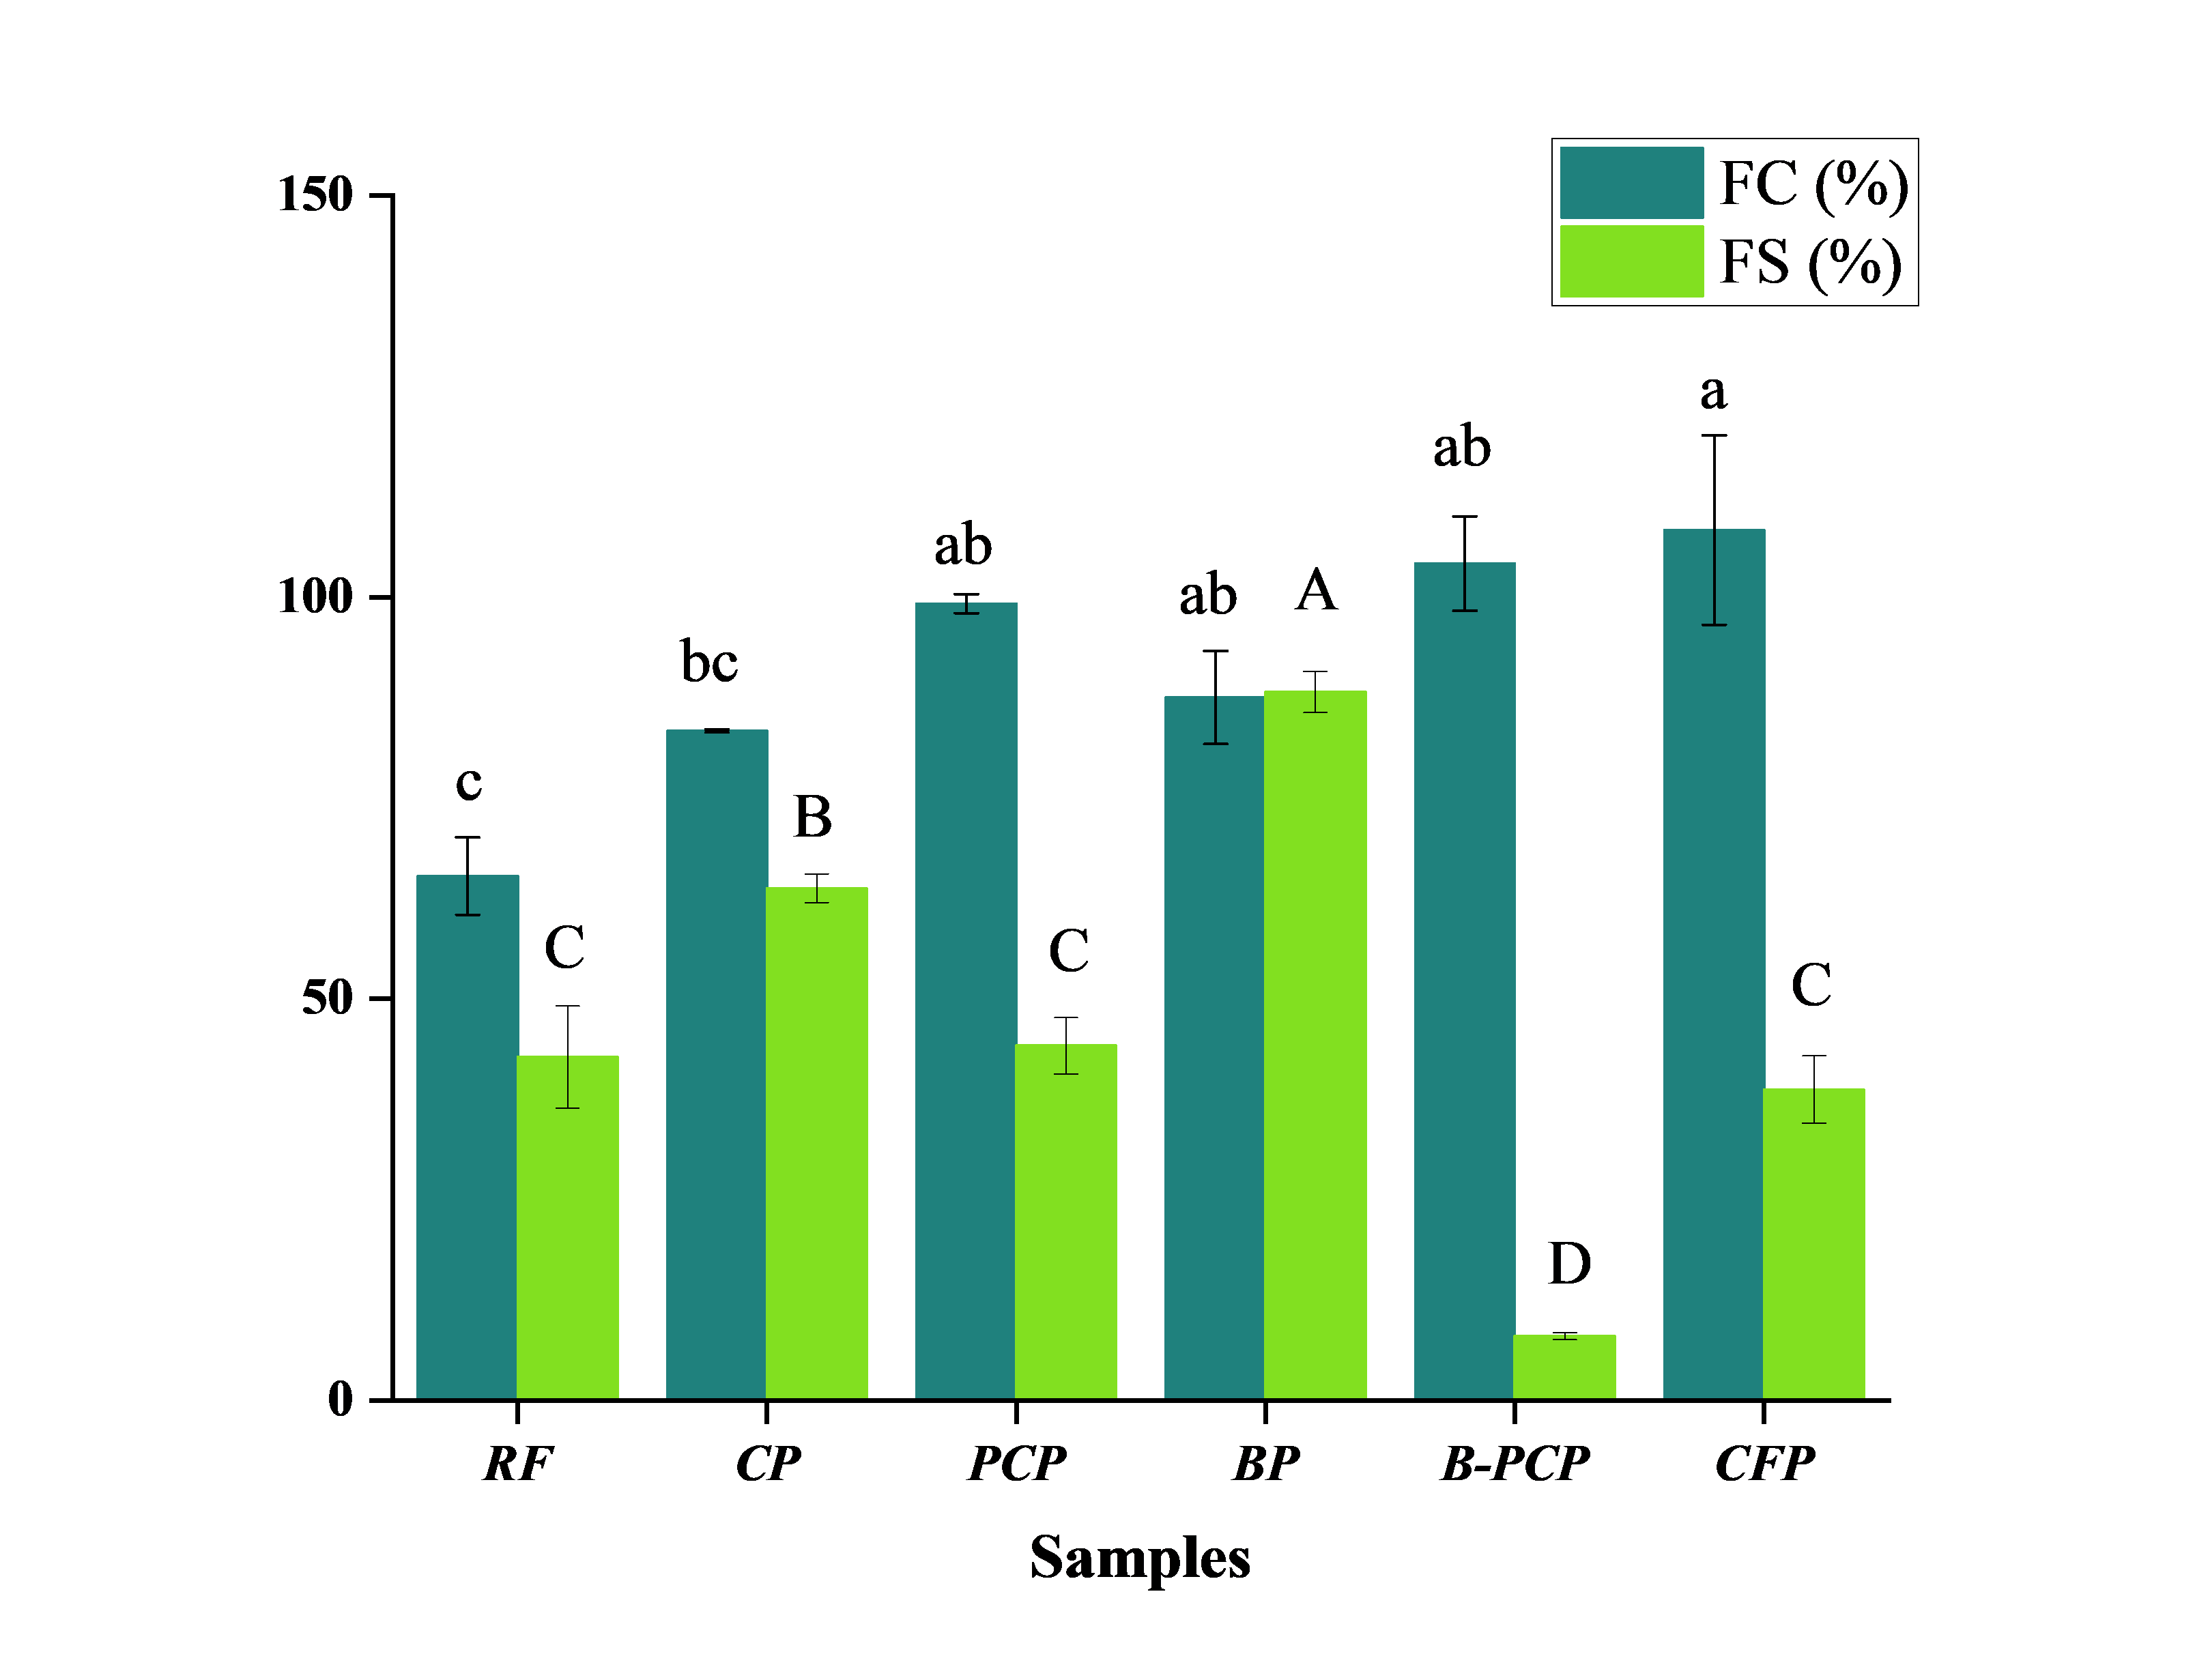 FC (%)
FS (%)
150
100
50
0
c
C
bc
B
ab
C
ab
A
ab
D
a
C
RF CP PCP BP B-PCP CFP
Samples